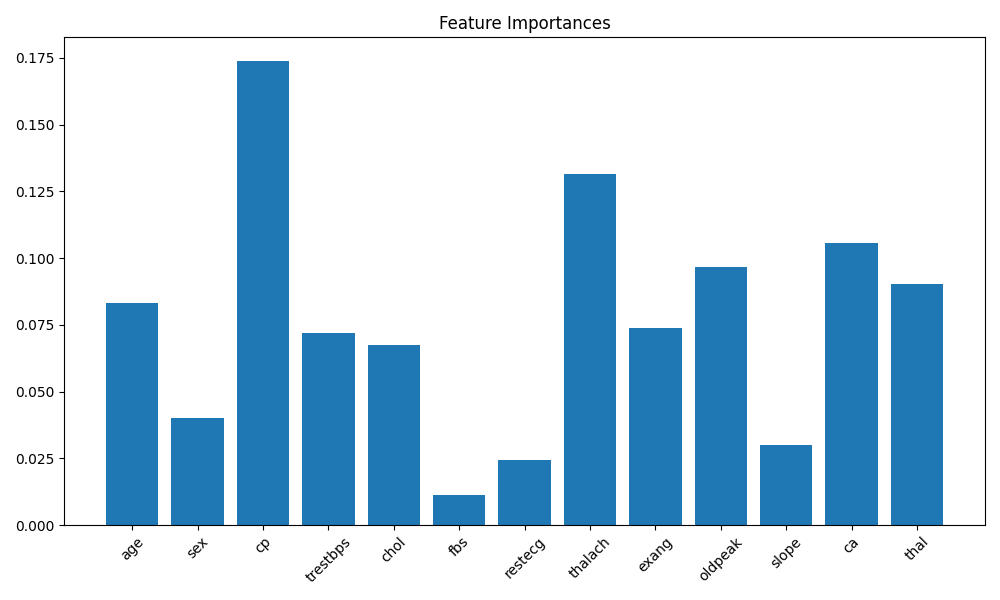 Feature Importances
0.175
0.150
0.125
0.100
0.075
0.050
0.025
0.000
age
sex
cp
trestbps
chol
fbs
restecg
thalach
exang
oldpeak
slope
ca
thal